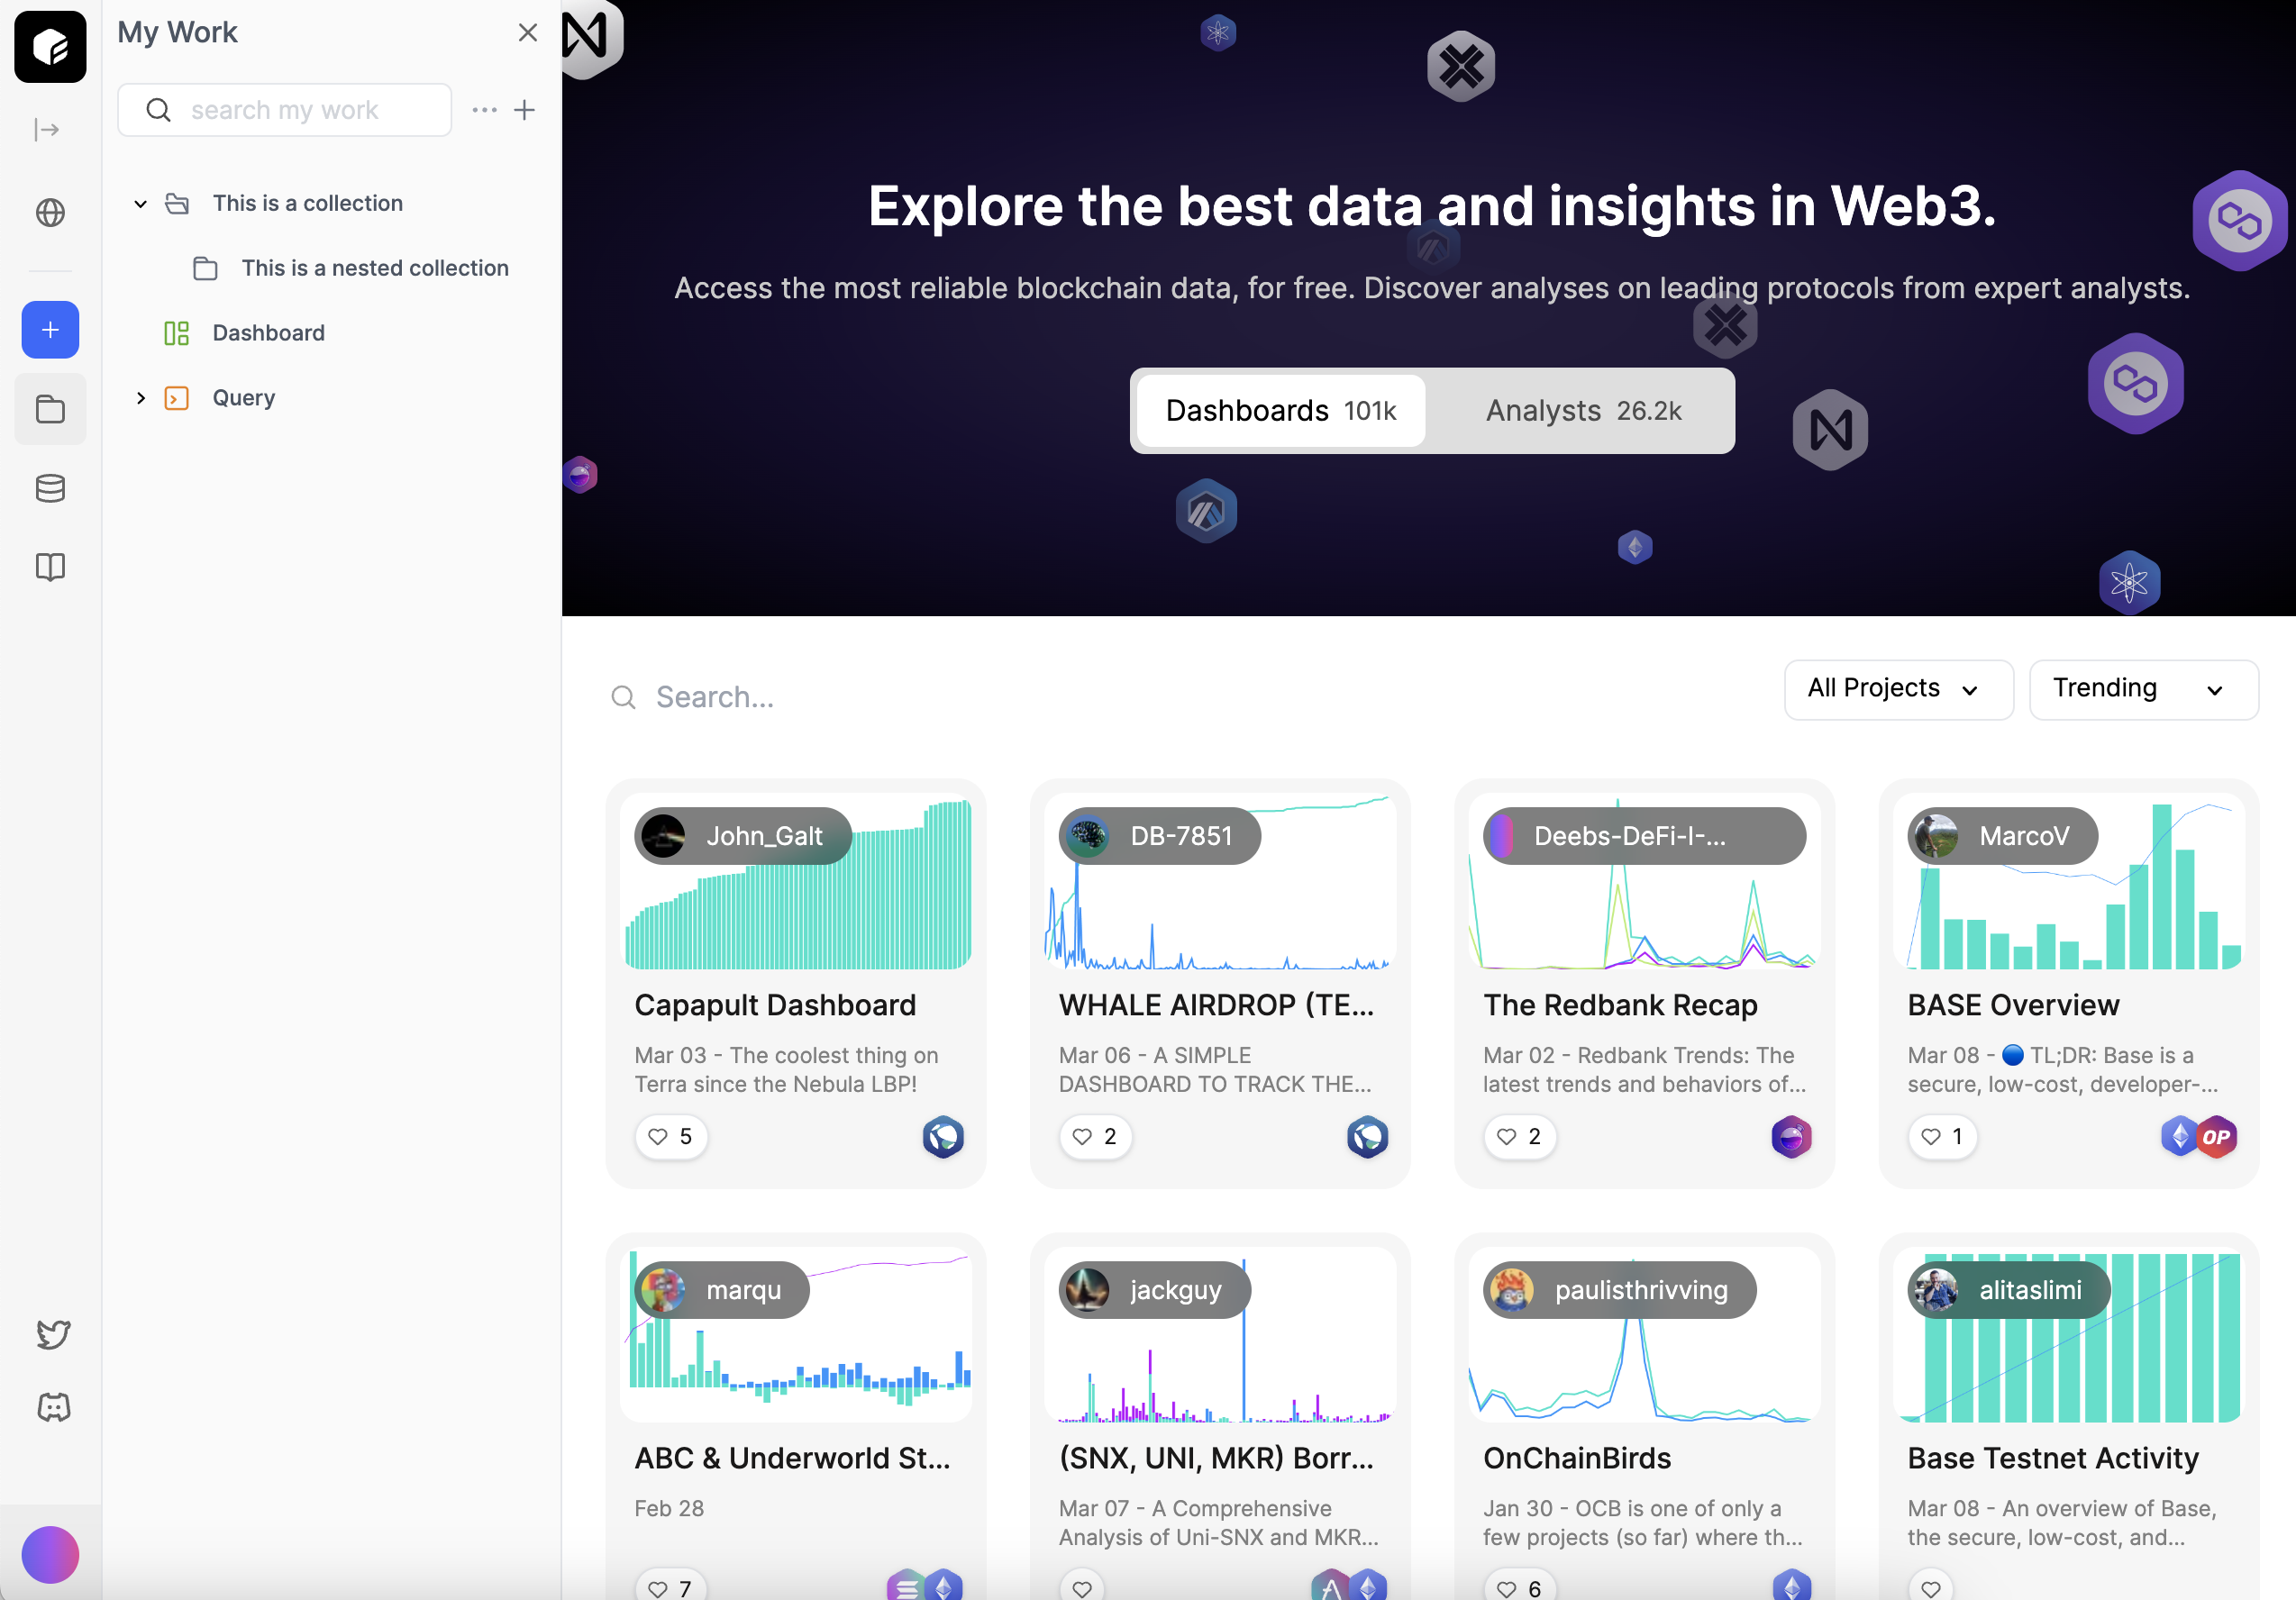 My Work
search my work
This is a collection
This is a nested collection
Dashboard
Query
Explore the best data and insights in Web3.
Access the most reliable blockchain data, for free. Discover analyses on leading protocols from expert analysts.
Dashboards 101k
Analysts 26.2k
Search...
All Projects
Trending
John_Galt
Capapult Dashboard
Mar 03 - The coolest thing on
Terra since the Nebula LBP!
5
DB-7851
WHALE AIRDROP (TE...
Mar 06 - A SIMPLE
DASHBOARD TO TRACK THE...
2
Deebs-DeFi-I-...
The Redbank Recap
Mar 02 - Redbank Trends: The
latest trends and behaviors of...
2
MarcoV
BASE Overview
Mar 08 - 🔵 TL;DR: Base is a
secure, low-cost, developer-...
1
OP
marqu
ABC & Underworld St...
Feb 28
7
jackguy
(SNX, UNI, MKR) Borr...
Mar 07 - A Comprehensive
Analysis of Uni-SNX and MKR...
paulisthrivving
OnChainBirds
Jan 30 - OCB is one of only a
few projects (so far) where th...
6
alitaslimi
Base Testnet Activity
Mar 08 - An overview of Base,
the secure, low-cost, and...